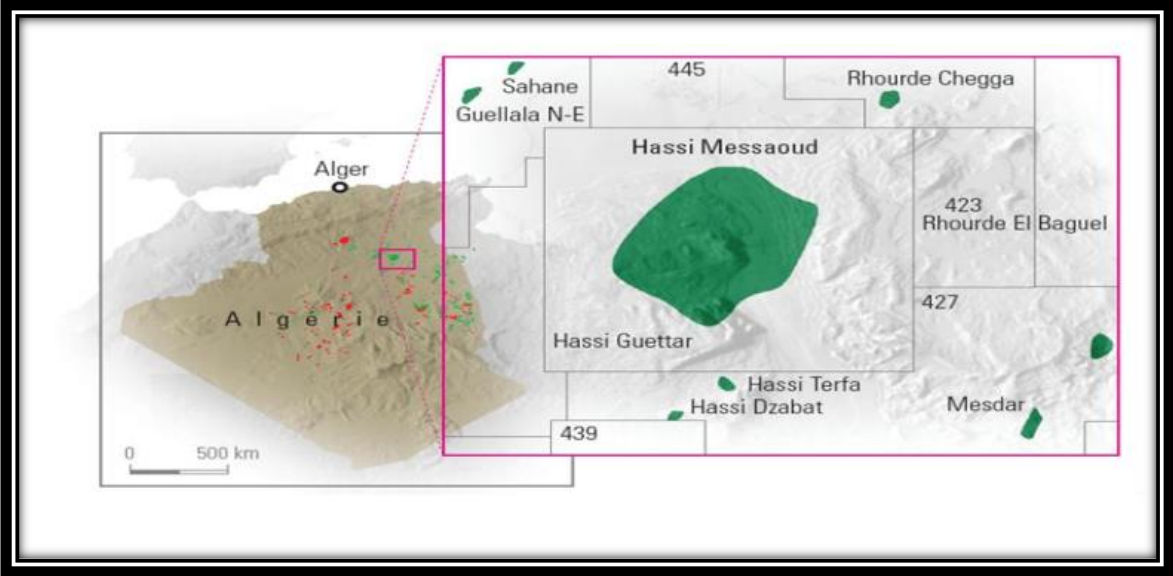 445
Rhourde Chegga
Sahane
Guellala N-E
Hassi Messaoud
Alger
423
Rhourde El Baguel
427
Algérie
Hassi Guettar
Hassi Terfa
Hassi Dzabat
Mesdar
439
0 500 km